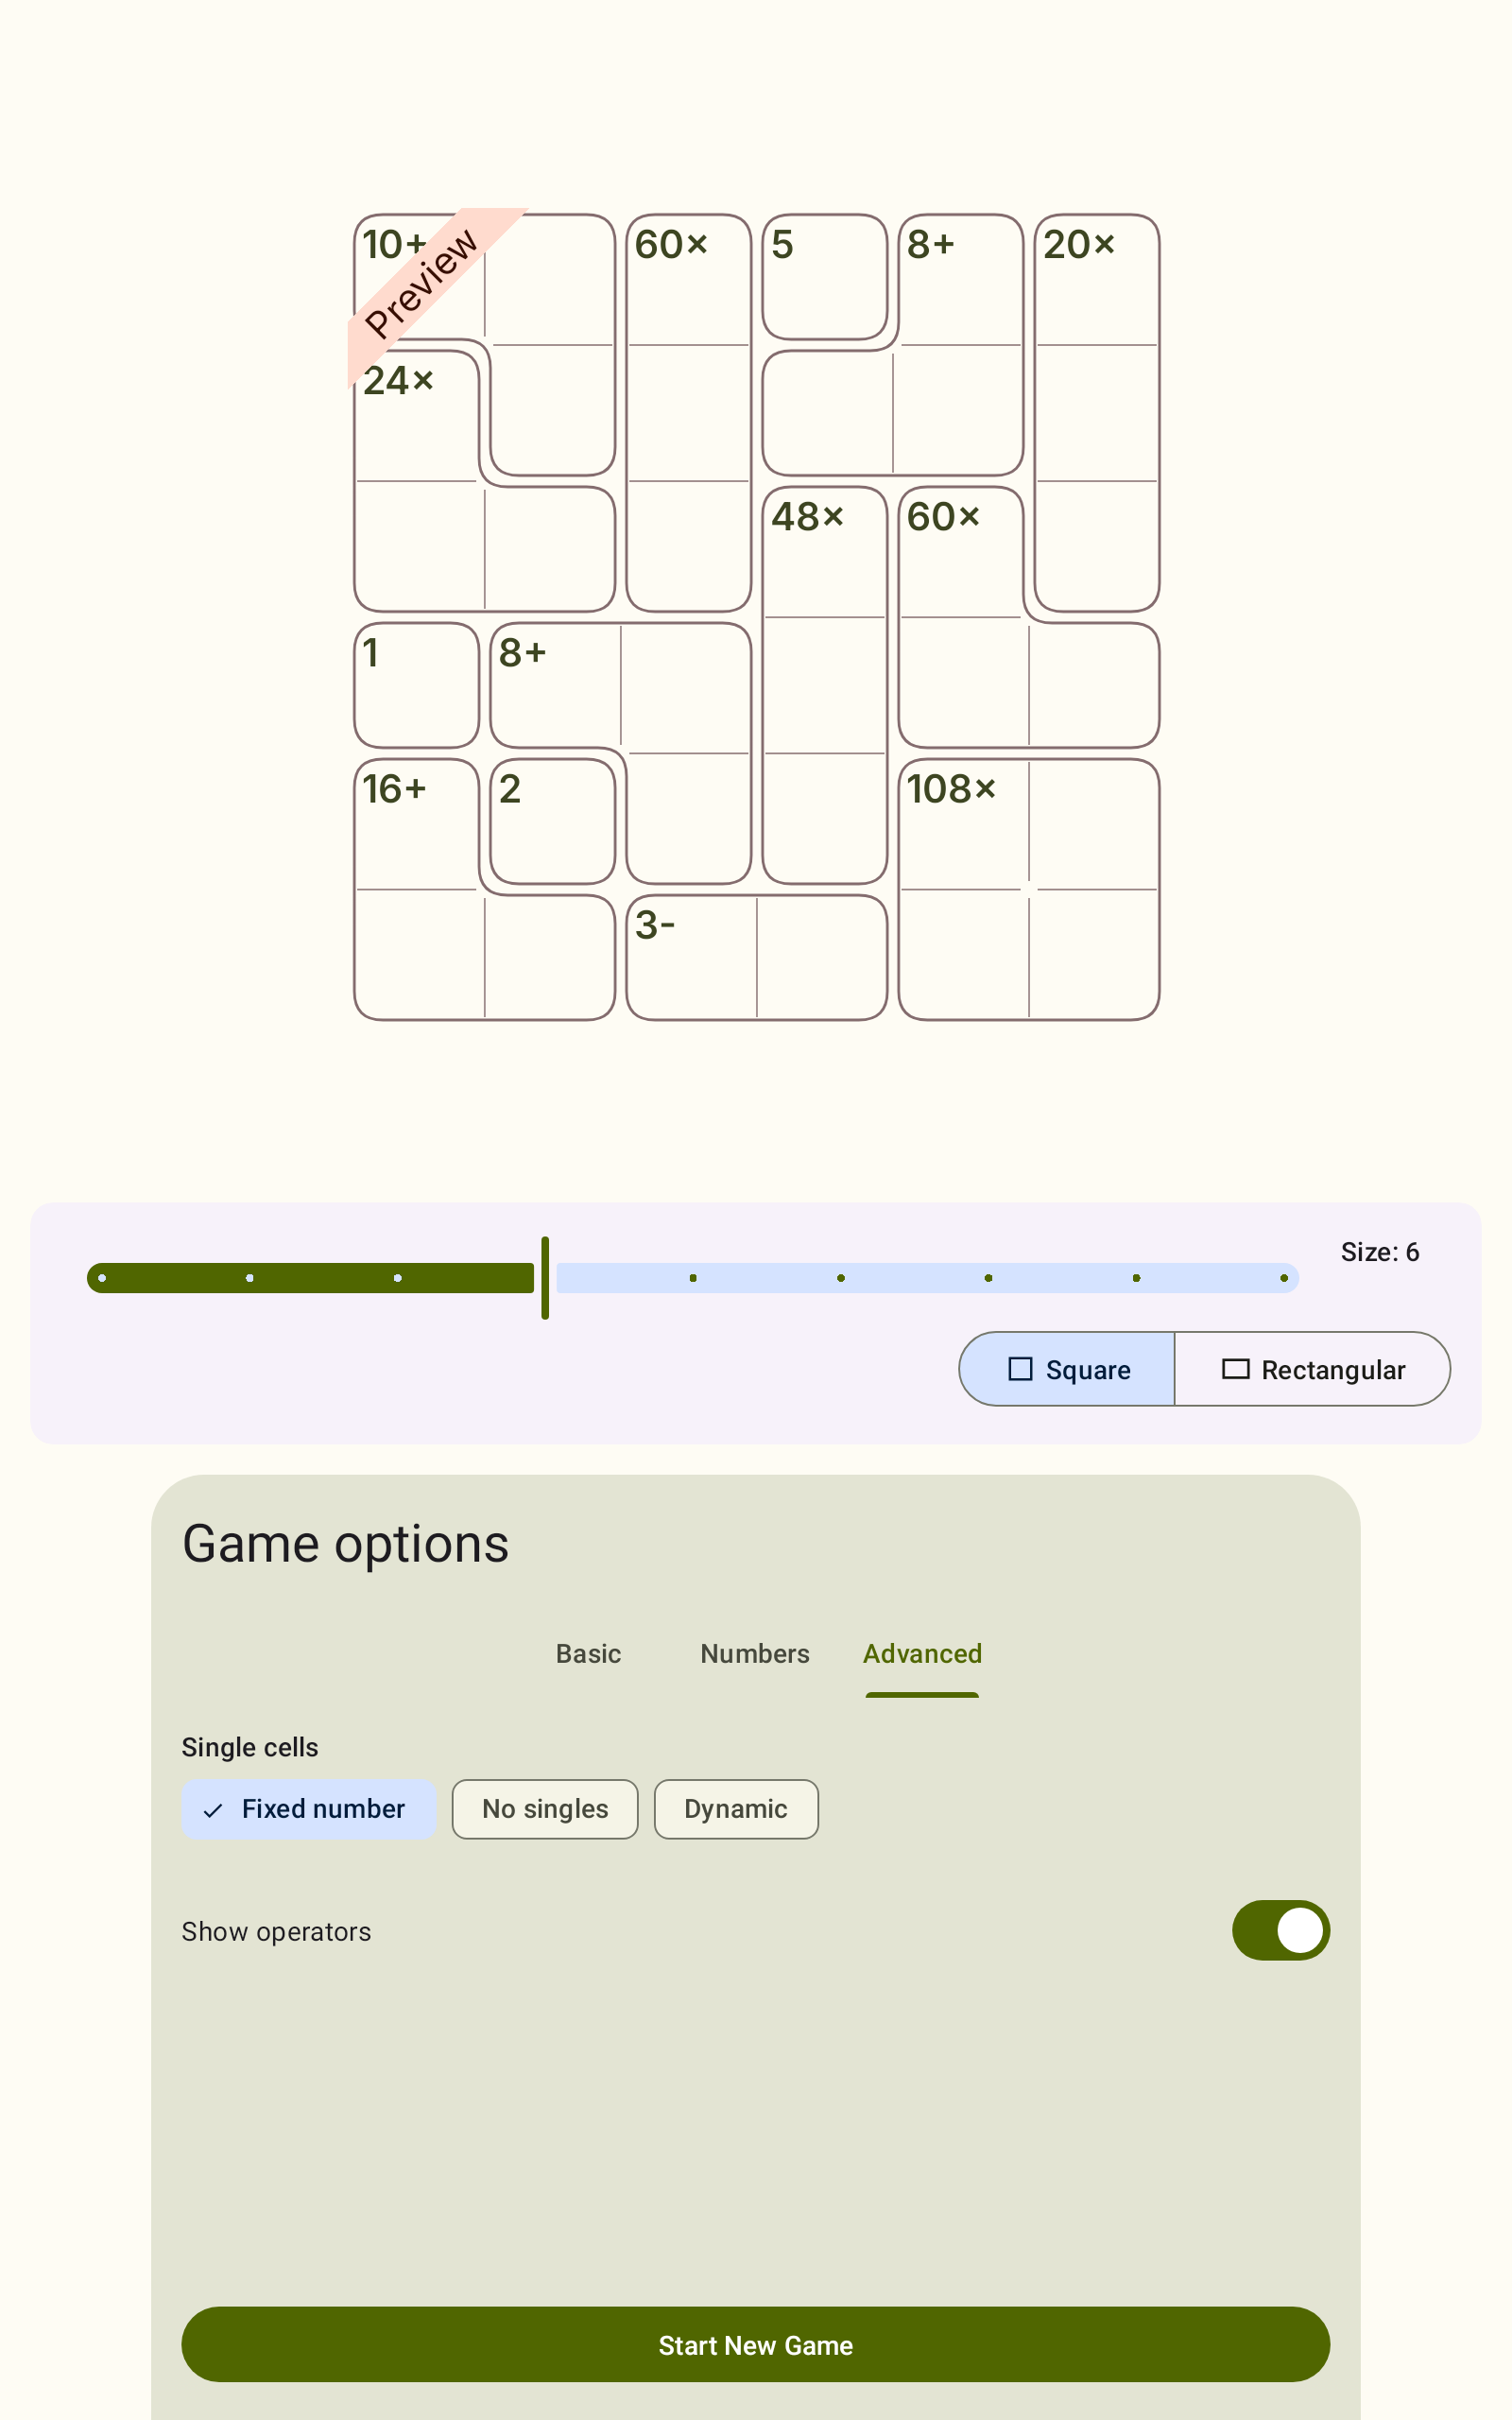 10+ 60× 5 8+ 20×
Preview
24×
48× 60×
1 8+
16+ 2 108×
3-
Size: 6
Square Rectangular
Game options
Basic Numbers Advanced
Single cells
Fixed number No singles Dynamic
Show operators
Start New Game